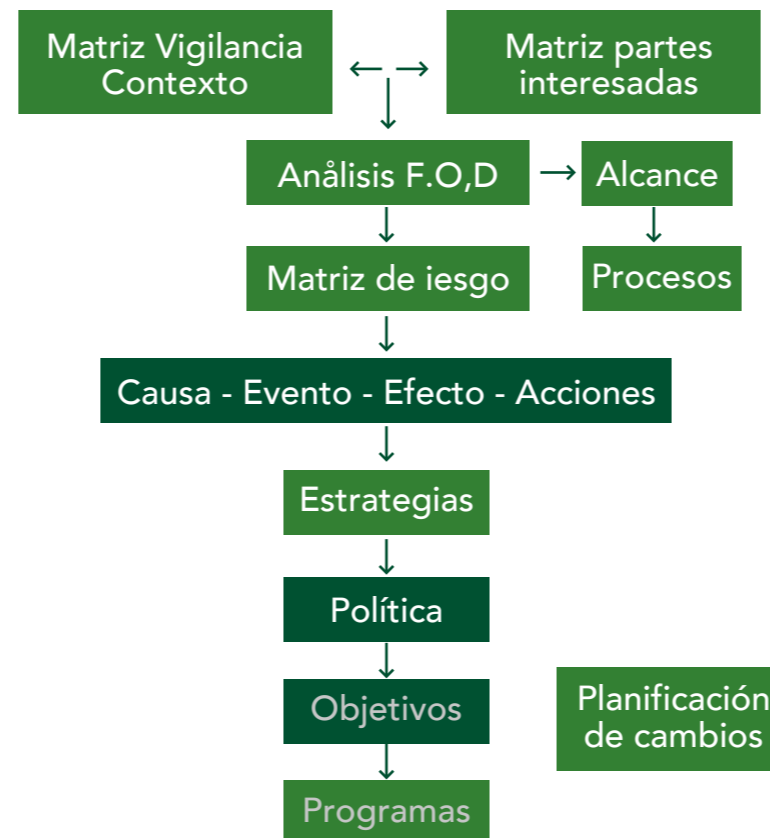 Matriz Vigilancia
Contexto
Matriz partes
interesadas
Anålisis F.O,D
Alcance
Matriz de iesgo
Procesos
Causa - Evento - Efecto - Acciones
Estrategias
Política
Objetivos
Planificación
de cambios
Programas